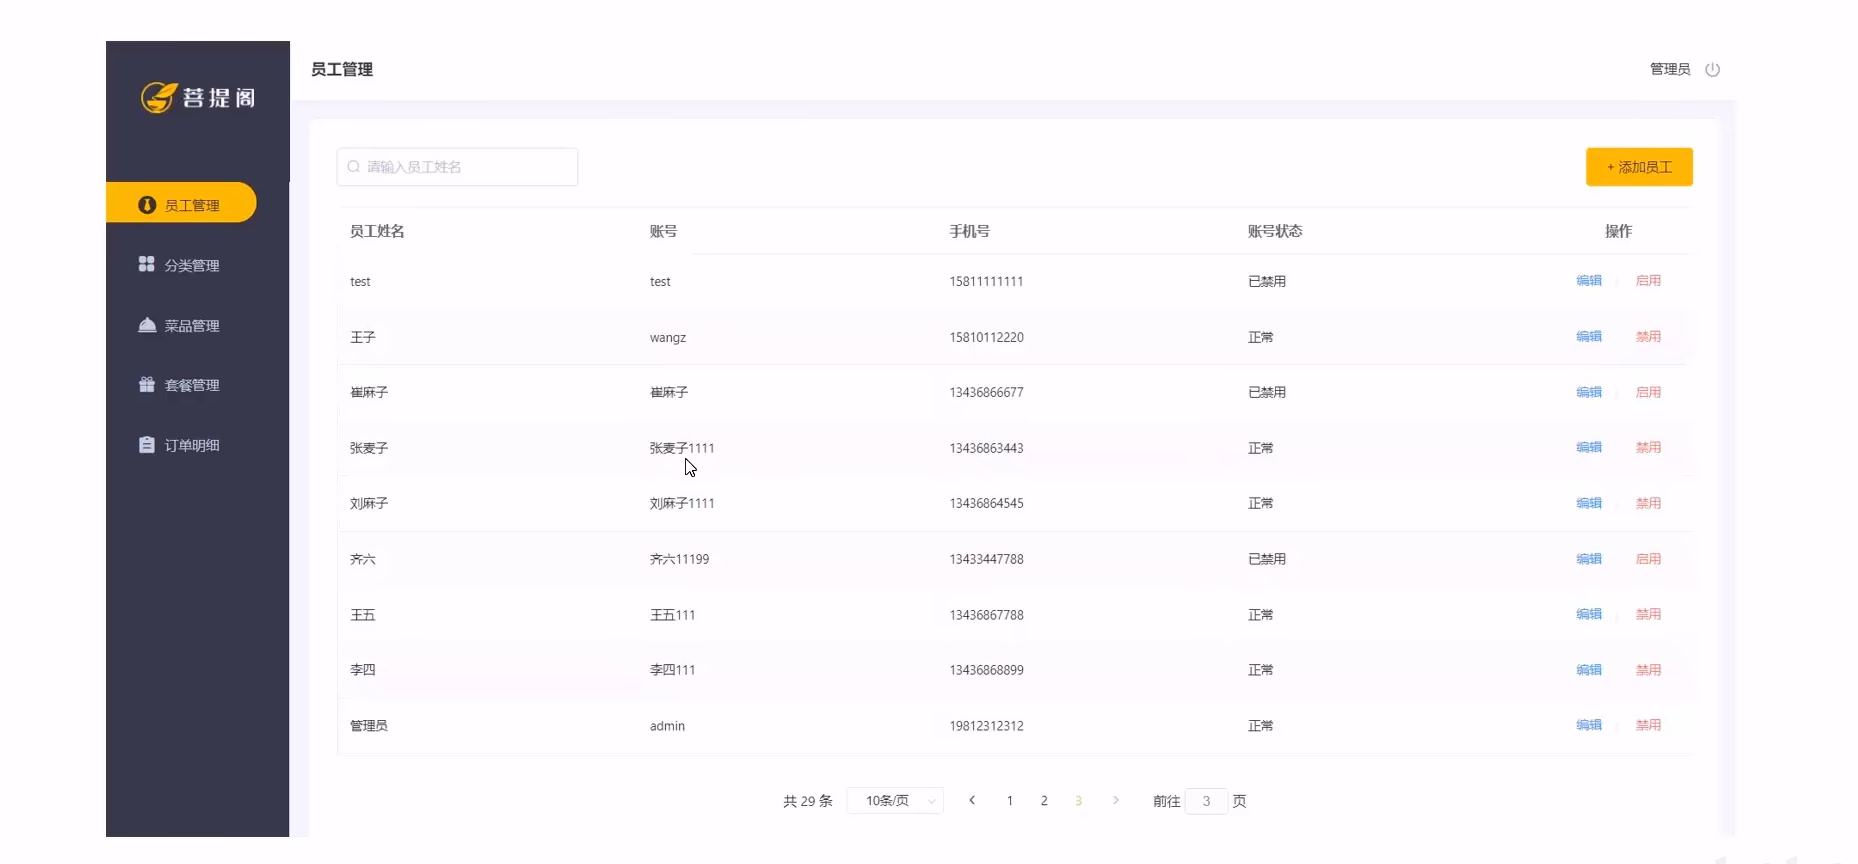 菩提阁
员工管理
管理员
员工管理
分类管理
菜品管理
套餐管理
订单明细
请输入员工姓名
+ 添加员工
员工姓名 账号 手机号 账号状态 操作
test test 15811111111 已禁用 编辑 启用
王子 wangz 15810112220 正常 编辑 禁用
崔麻子 崔麻子 13436866677 已禁用 编辑 启用
张麦子 张麦子1111 13436863443 正常 编辑 禁用
刘麻子 刘麻子1111 13436864545 正常 编辑 禁用
齐六 齐六11199 13433447788 已禁用 编辑 启用
王五 王五111 13436867788 正常 编辑 禁用
李四 李四111 13436868899 正常 编辑 禁用
管理员 admin 19812312312 正常 编辑 禁用
共 29 条 10条/页 1 2 3 前往 3 页